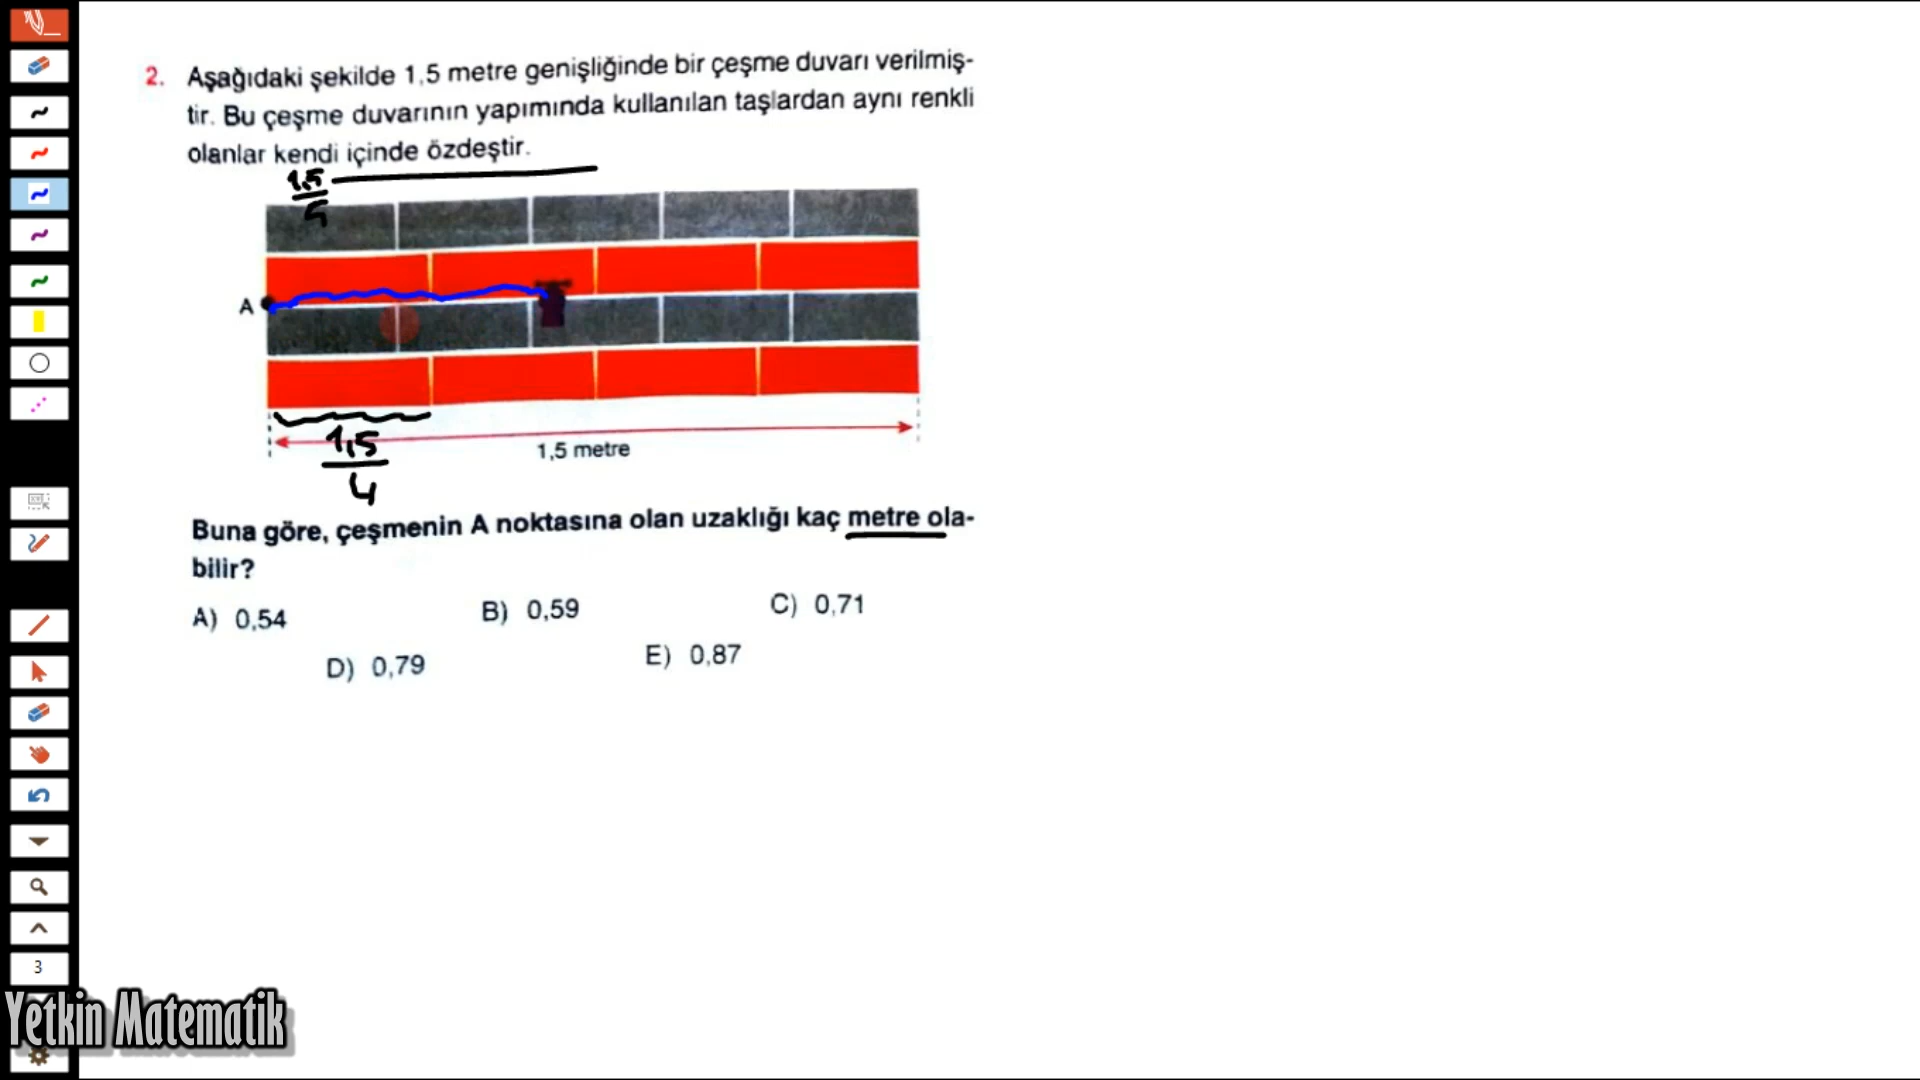 2. Aşağıdaki şekilde 1,5 metre genişliğinde bir çeşme duvarı verilmiş-
tir. Bu çeşme duvarının yapımında kullanılan taşlardan aynı renkli
olanlar kendi içinde özdeştir.
1,5
5
A
1,5 metre
1,5
4
Buna göre, çeşmenin A noktasına olan uzaklığı kaç metre ola-
bilir?
A) 0,54 B) 0,59 C) 0,71
D) 0,79 E) 0,87
3
Yetkin Matematik